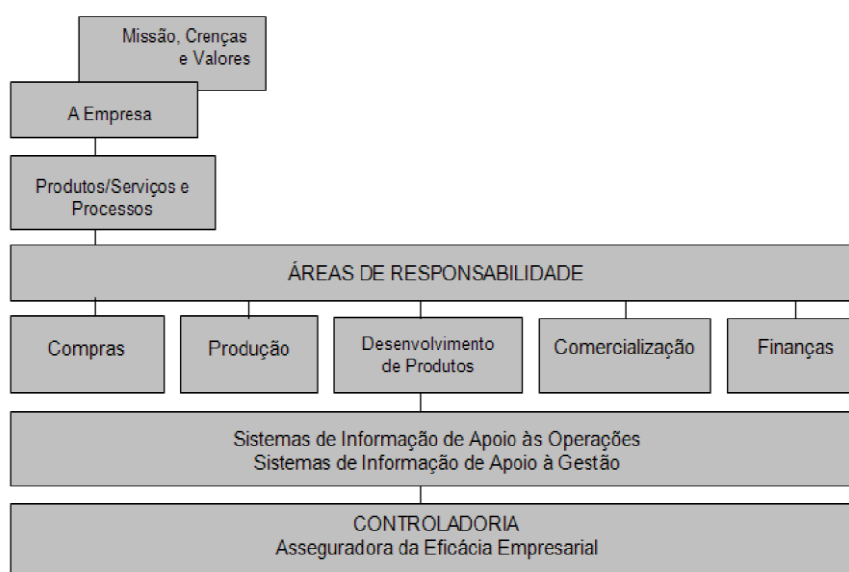 Missão, Crenças
e Valores
A Empresa
Produtos/Serviços e
Processos
ÁREAS DE RESPONSABILIDADE
Compras
Produção
Desenvolvimento
de Produtos
Comercialização
Finanças
Sistemas de Informação de Apoio às Operações
Sistemas de Informação de Apoio à Gestão
CONTROLADORIA
Asseguradora da Eficácia Empresarial